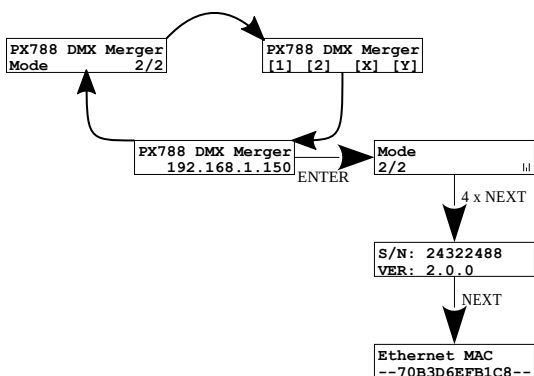 PX788 DMX Merger
Mode 2/2
PX788 DMX Merger
[1] [2] [X] [Y]
PX788 DMX Merger
192.168.1.150
ENTER
Mode
2/2
4 x NEXT
S/N: 24322488
VER: 2.0.0
NEXT
Ethernet MAC
--70B3D6EFB1C8--